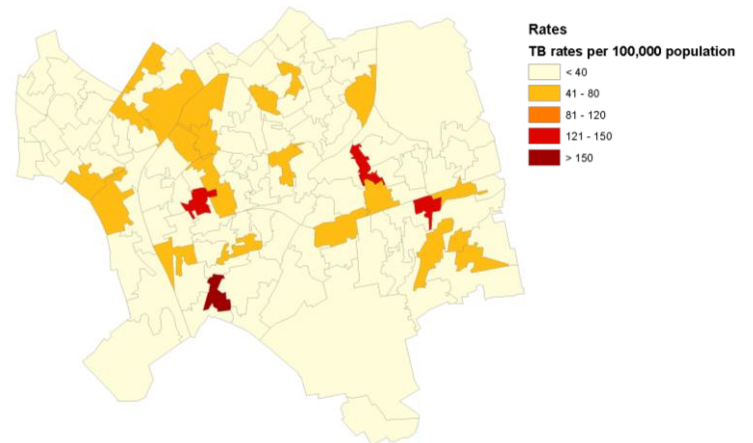 Rates
TB rates per 100,000 population
< 40
41 - 80
81 - 120
121 - 150
> 150